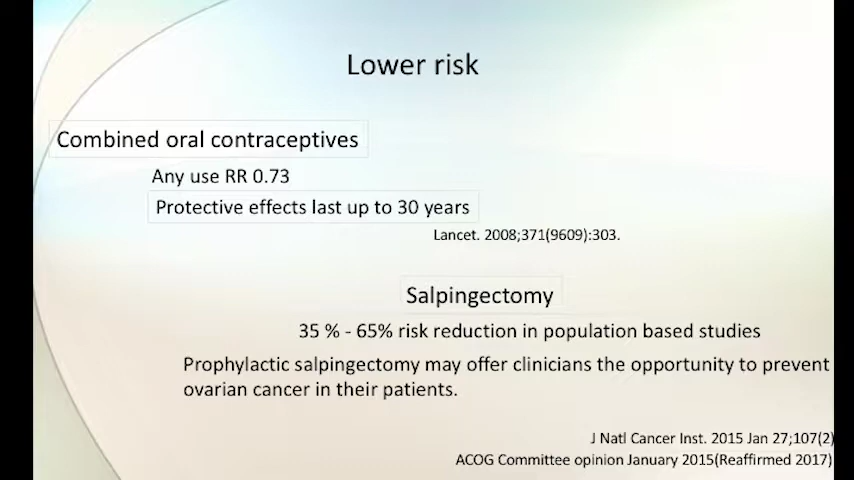 Lower risk
Combined oral contraceptives
Any use RR 0.73
Protective effects last up to 30 years
Lancet. 2008;371(9609):303.
Salpingectomy
35 % - 65% risk reduction in population based studies
Prophylactic salpingectomy may offer clinicians the opportunity to prevent
ovarian cancer in their patients.
J Natl Cancer Inst. 2015 Jan 27;107(2)
ACOG Committee opinion January 2015(Reaffirmed 2017)